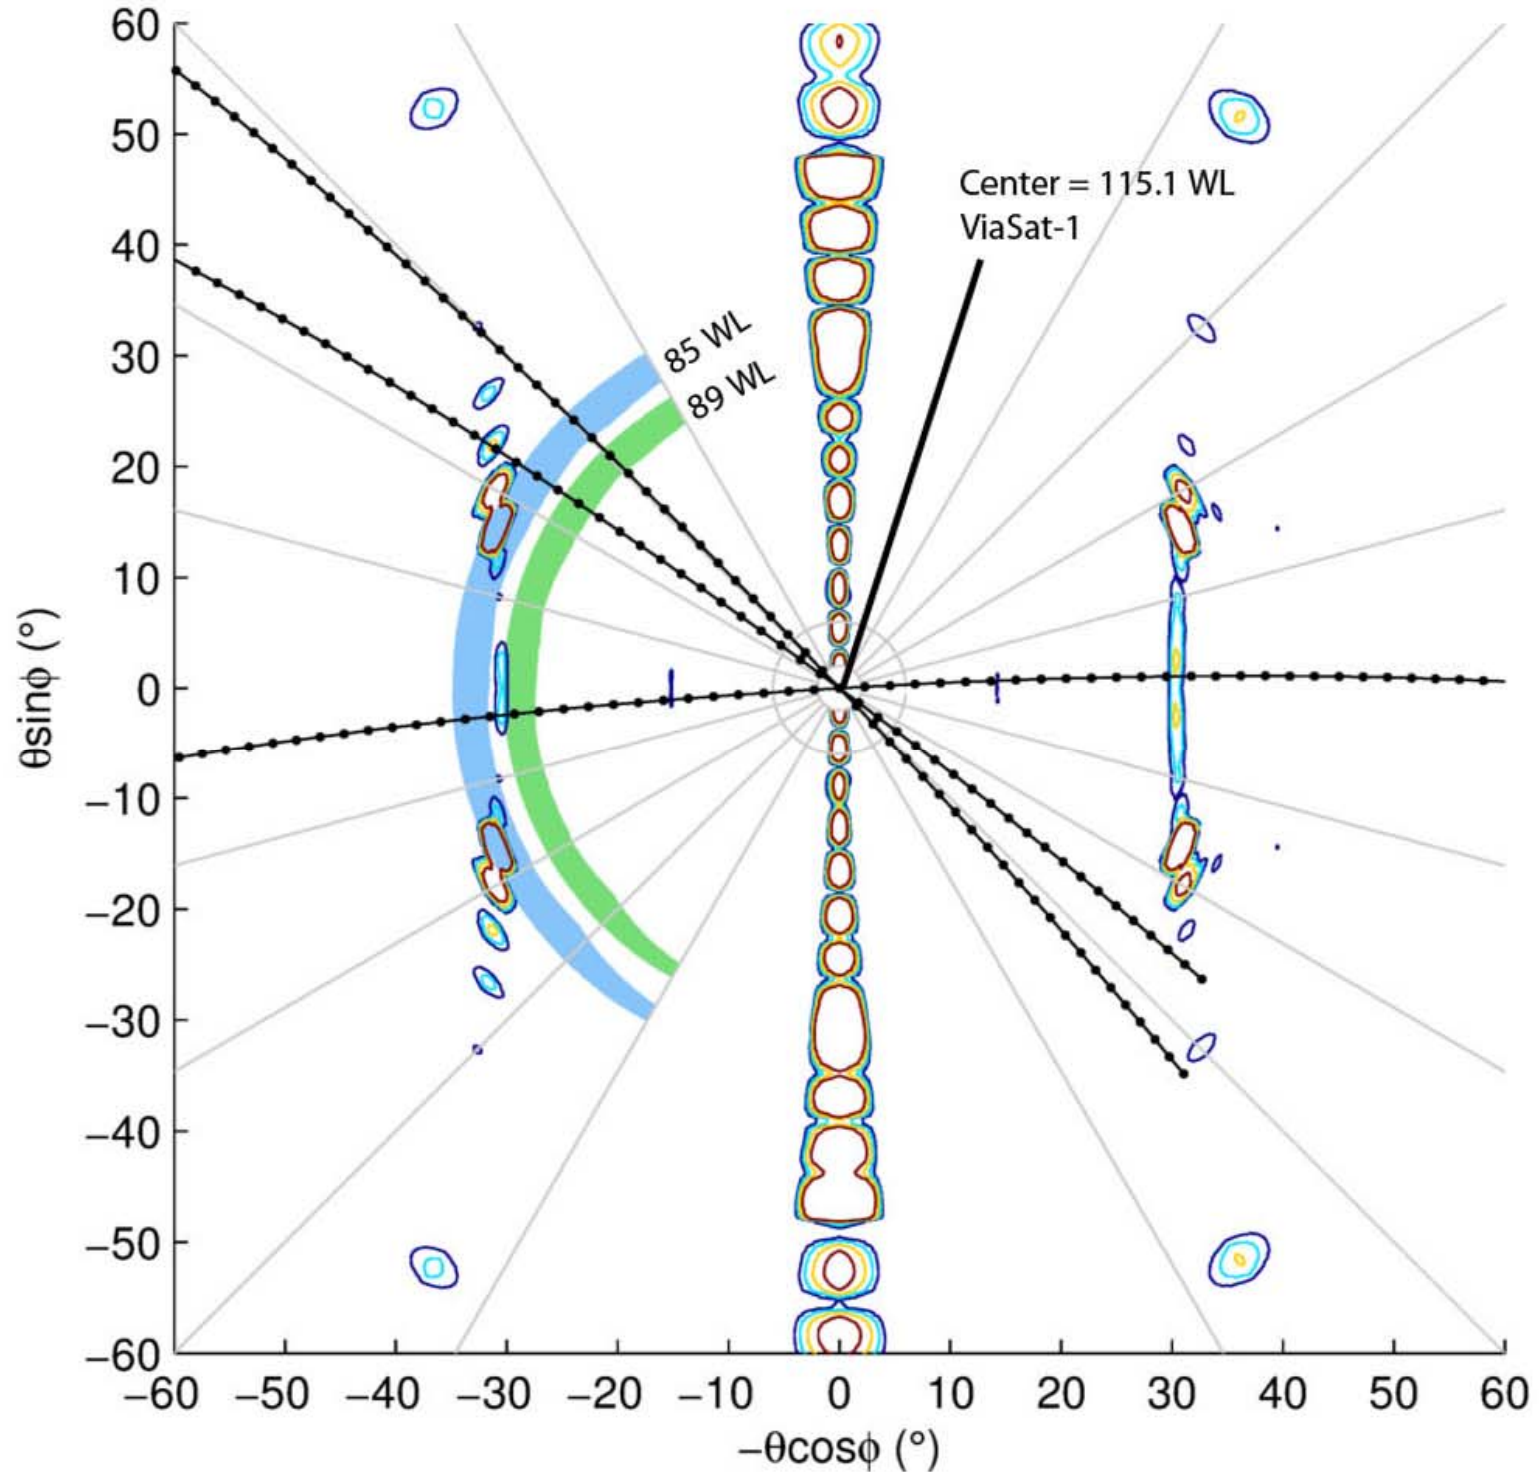 60
50
40
30
20
10
0
−10
−20
−30
−40
−50
−60
θsinϕ (°)
Center = 115.1 WL
ViaSat-1
85 WL
89 WL
−60 −50 −40 −30 −20 −10 0 10 20 30 40 50 60
−θcosϕ (°)